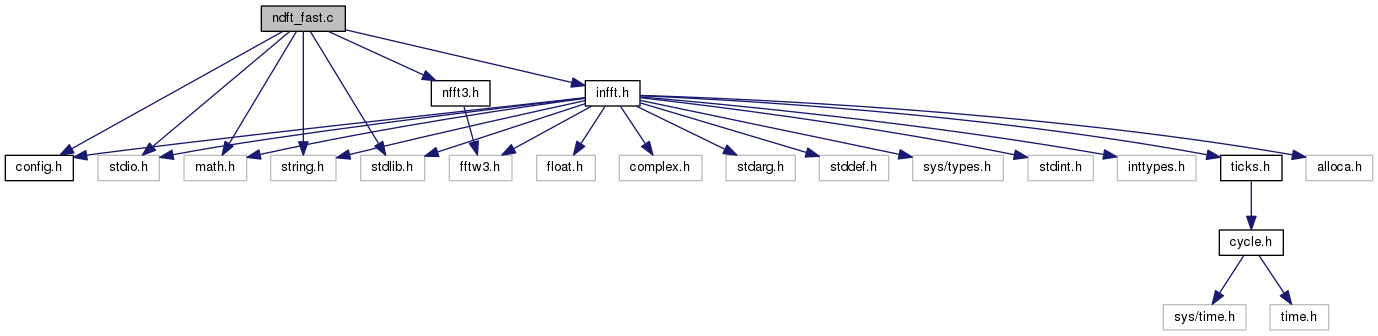 ndft_fast.c
nfft3.h
infft.h
config.h
stdio.h
math.h
string.h
stdlib.h
fftw3.h
float.h
complex.h
stdarg.h
stddef.h
sys/types.h
stdint.h
inttypes.h
ticks.h
alloca.h
cycle.h
sys/time.h
time.h